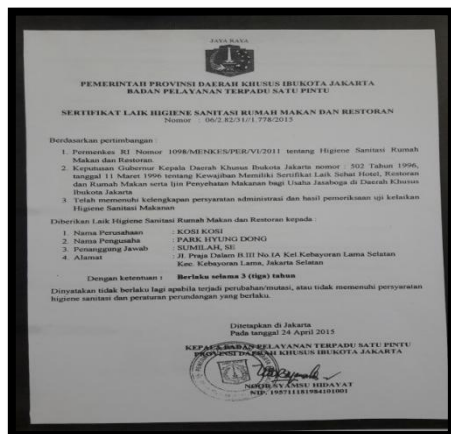 JAYA RAYA
PEMERINTAH PROVINSI DAERAH KHUSUS IBUKOTA JAKARTA
BADAN PELAYANAN TERPADU SATU PINTU
SERTIFIKAT LAIK HIGIENE SANITASI RUMAH MAKAN DAN RESTORAN
Nomor :
Berdasarkan pertimbangan :
1. Permenkes RI Nomor 1098/MENKES/PER/VI/2011 tentang Higiene Sanitasi Rumah
Makan dan Restoran.
2. Keputusan Gubernur Kepala Daerah Khusus Ibukota Jakarta nomor : 502 Tahun 1996,
tanggal 11 Maret 1996 tentang Kewajiban Memiliki Sertifikat Laik Sehat Hotel, Restoran
dan Rumah Makan serta Ijin Penyehatan Makanan bagi Usaha Jasaboga di Daerah Khusus
Ibukota Jakarta
3. Telah memenuhi kelengkapan persyaratan administrasi dan hasil pemeriksaan uji kelaikan
Higiene Sanitasi Makanan
Diberikan Laik Higiene Sanitasi Rumah Makan dan Restoran kepada :
1. Nama Perusahaan : KOSI KOSI
2. Nama Pengusaha : PARK HYUNG DONG
3. Penanggung Jawab : SUMILAH, SE
4. Alamat : Jl. Praja Dalam B.III No.1A Kel Kebayoran Lama Selatan
Kec. Kebayoran Lama, Jakarta Selatan
Dengan ketentuan : Berlaku selama 3 (tiga) tahun
Dinyatakan tidak berlaku lagi apabila terjadi perubahan/mutasi, atau tidak memenuhi persyaratan
higiene sanitasi dan peraturan perundangan yang berlaku.
Ditetapkan di Jakarta
Pada tanggal 24 April 2015
KEPALA BADAN PELAYANAN TERPADU SATU PINTU
PROVINSI DAERAH KHUSUS IBUKOTA JAKARTA
NOOR SYAMSU HIDAYAT
NIP. 195711181984101001